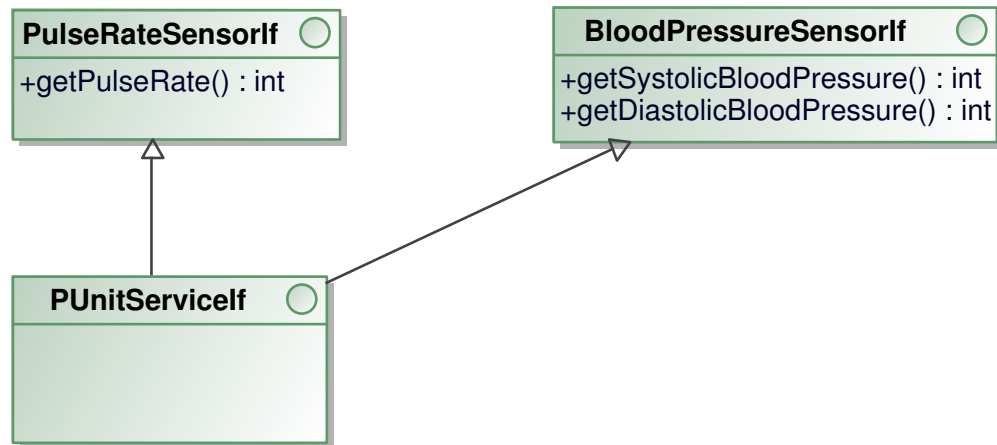 PulseRateSensorIf
+getPulseRate() : int
BloodPressureSensorIf
+getSystolicBloodPressure() : int
+getDiastolicBloodPressure() : int
PUnitServiceIf